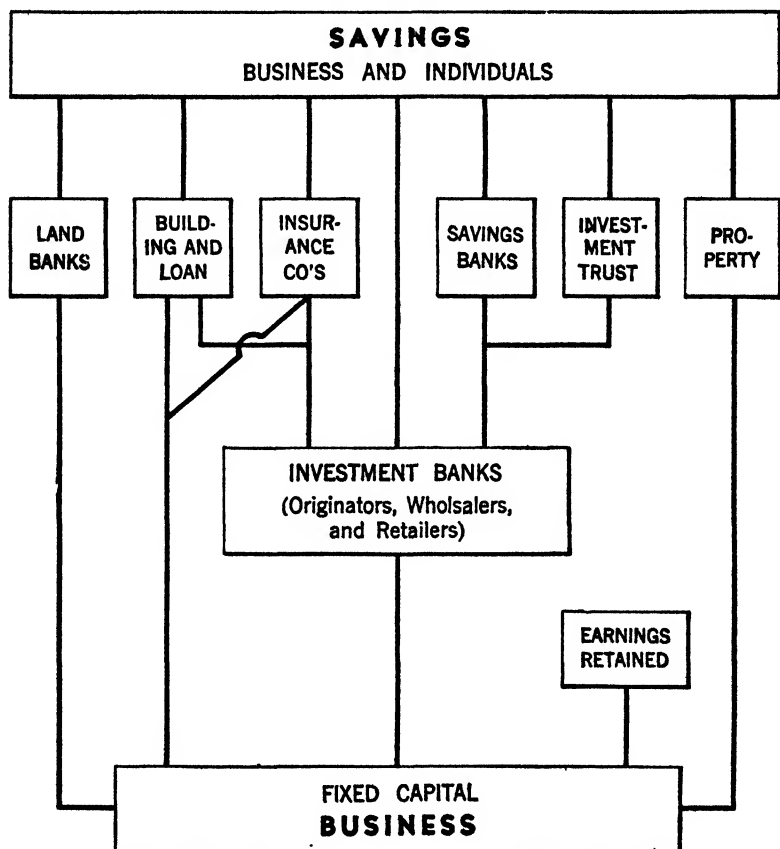 SAVINGS
BUSINESS AND INDIVIDUALS
LAND
BANKS
BUILD-
ING AND
LOAN
INSUR-
ANCE
CO'S
SAVINGS
BANKS
INVEST-
MENT
TRUST
PRO-
PERTY
INVESTMENT BANKS
(Originators, Wholsalers,
and Retailers)
EARNINGS
RETAINED
FIXED CAPITAL
BUSINESS